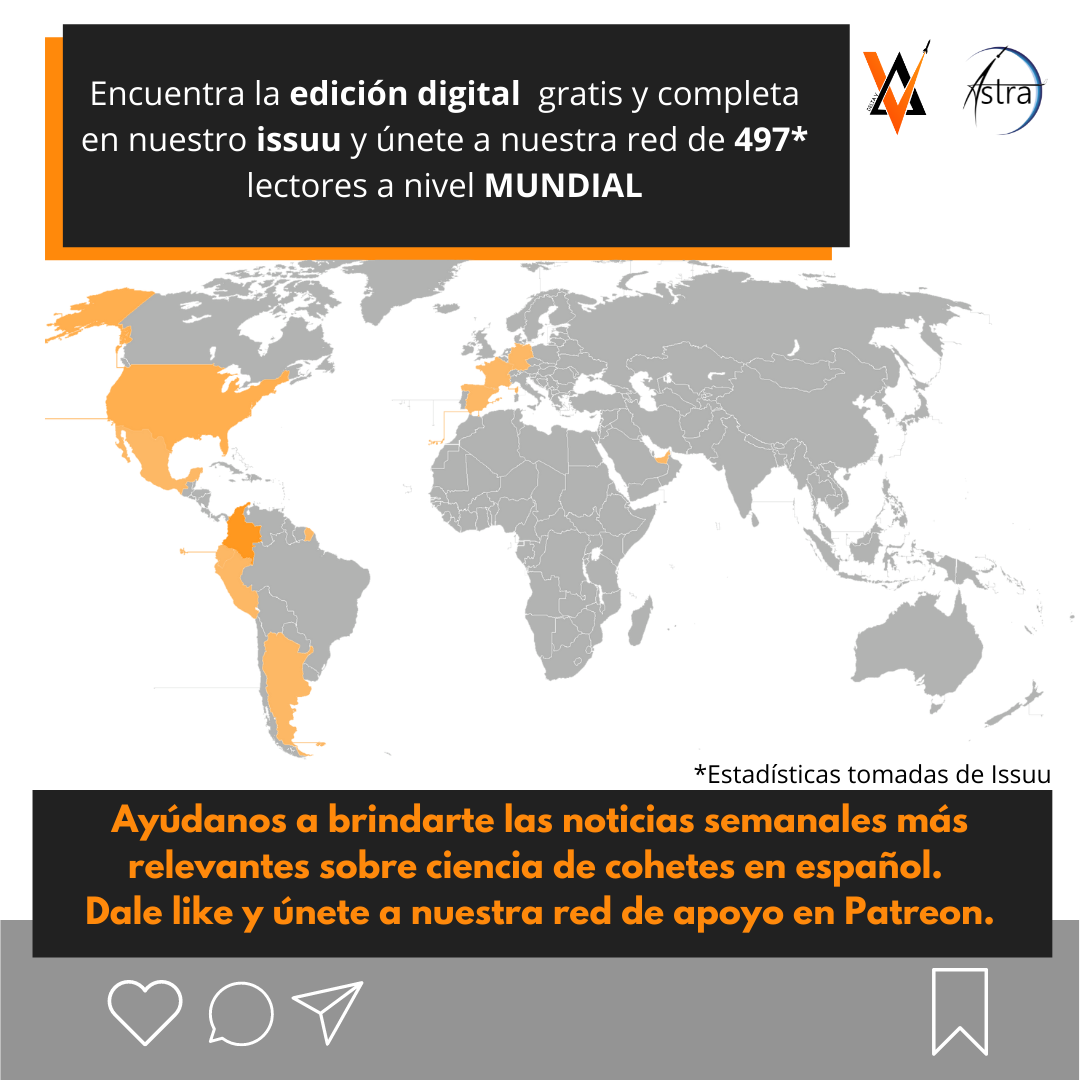 Encuentra la edición digital gratis y completa
en nuestro issuu y únete a nuestra red de 497*
lectores a nivel MUNDIAL
Astra
*Estadísticas tomadas de Issuu
Ayúdanos a brindarte las noticias semanales más
relevantes sobre ciencia de cohetes en español.
Dale like y únete a nuestra red de apoyo en Patreon.